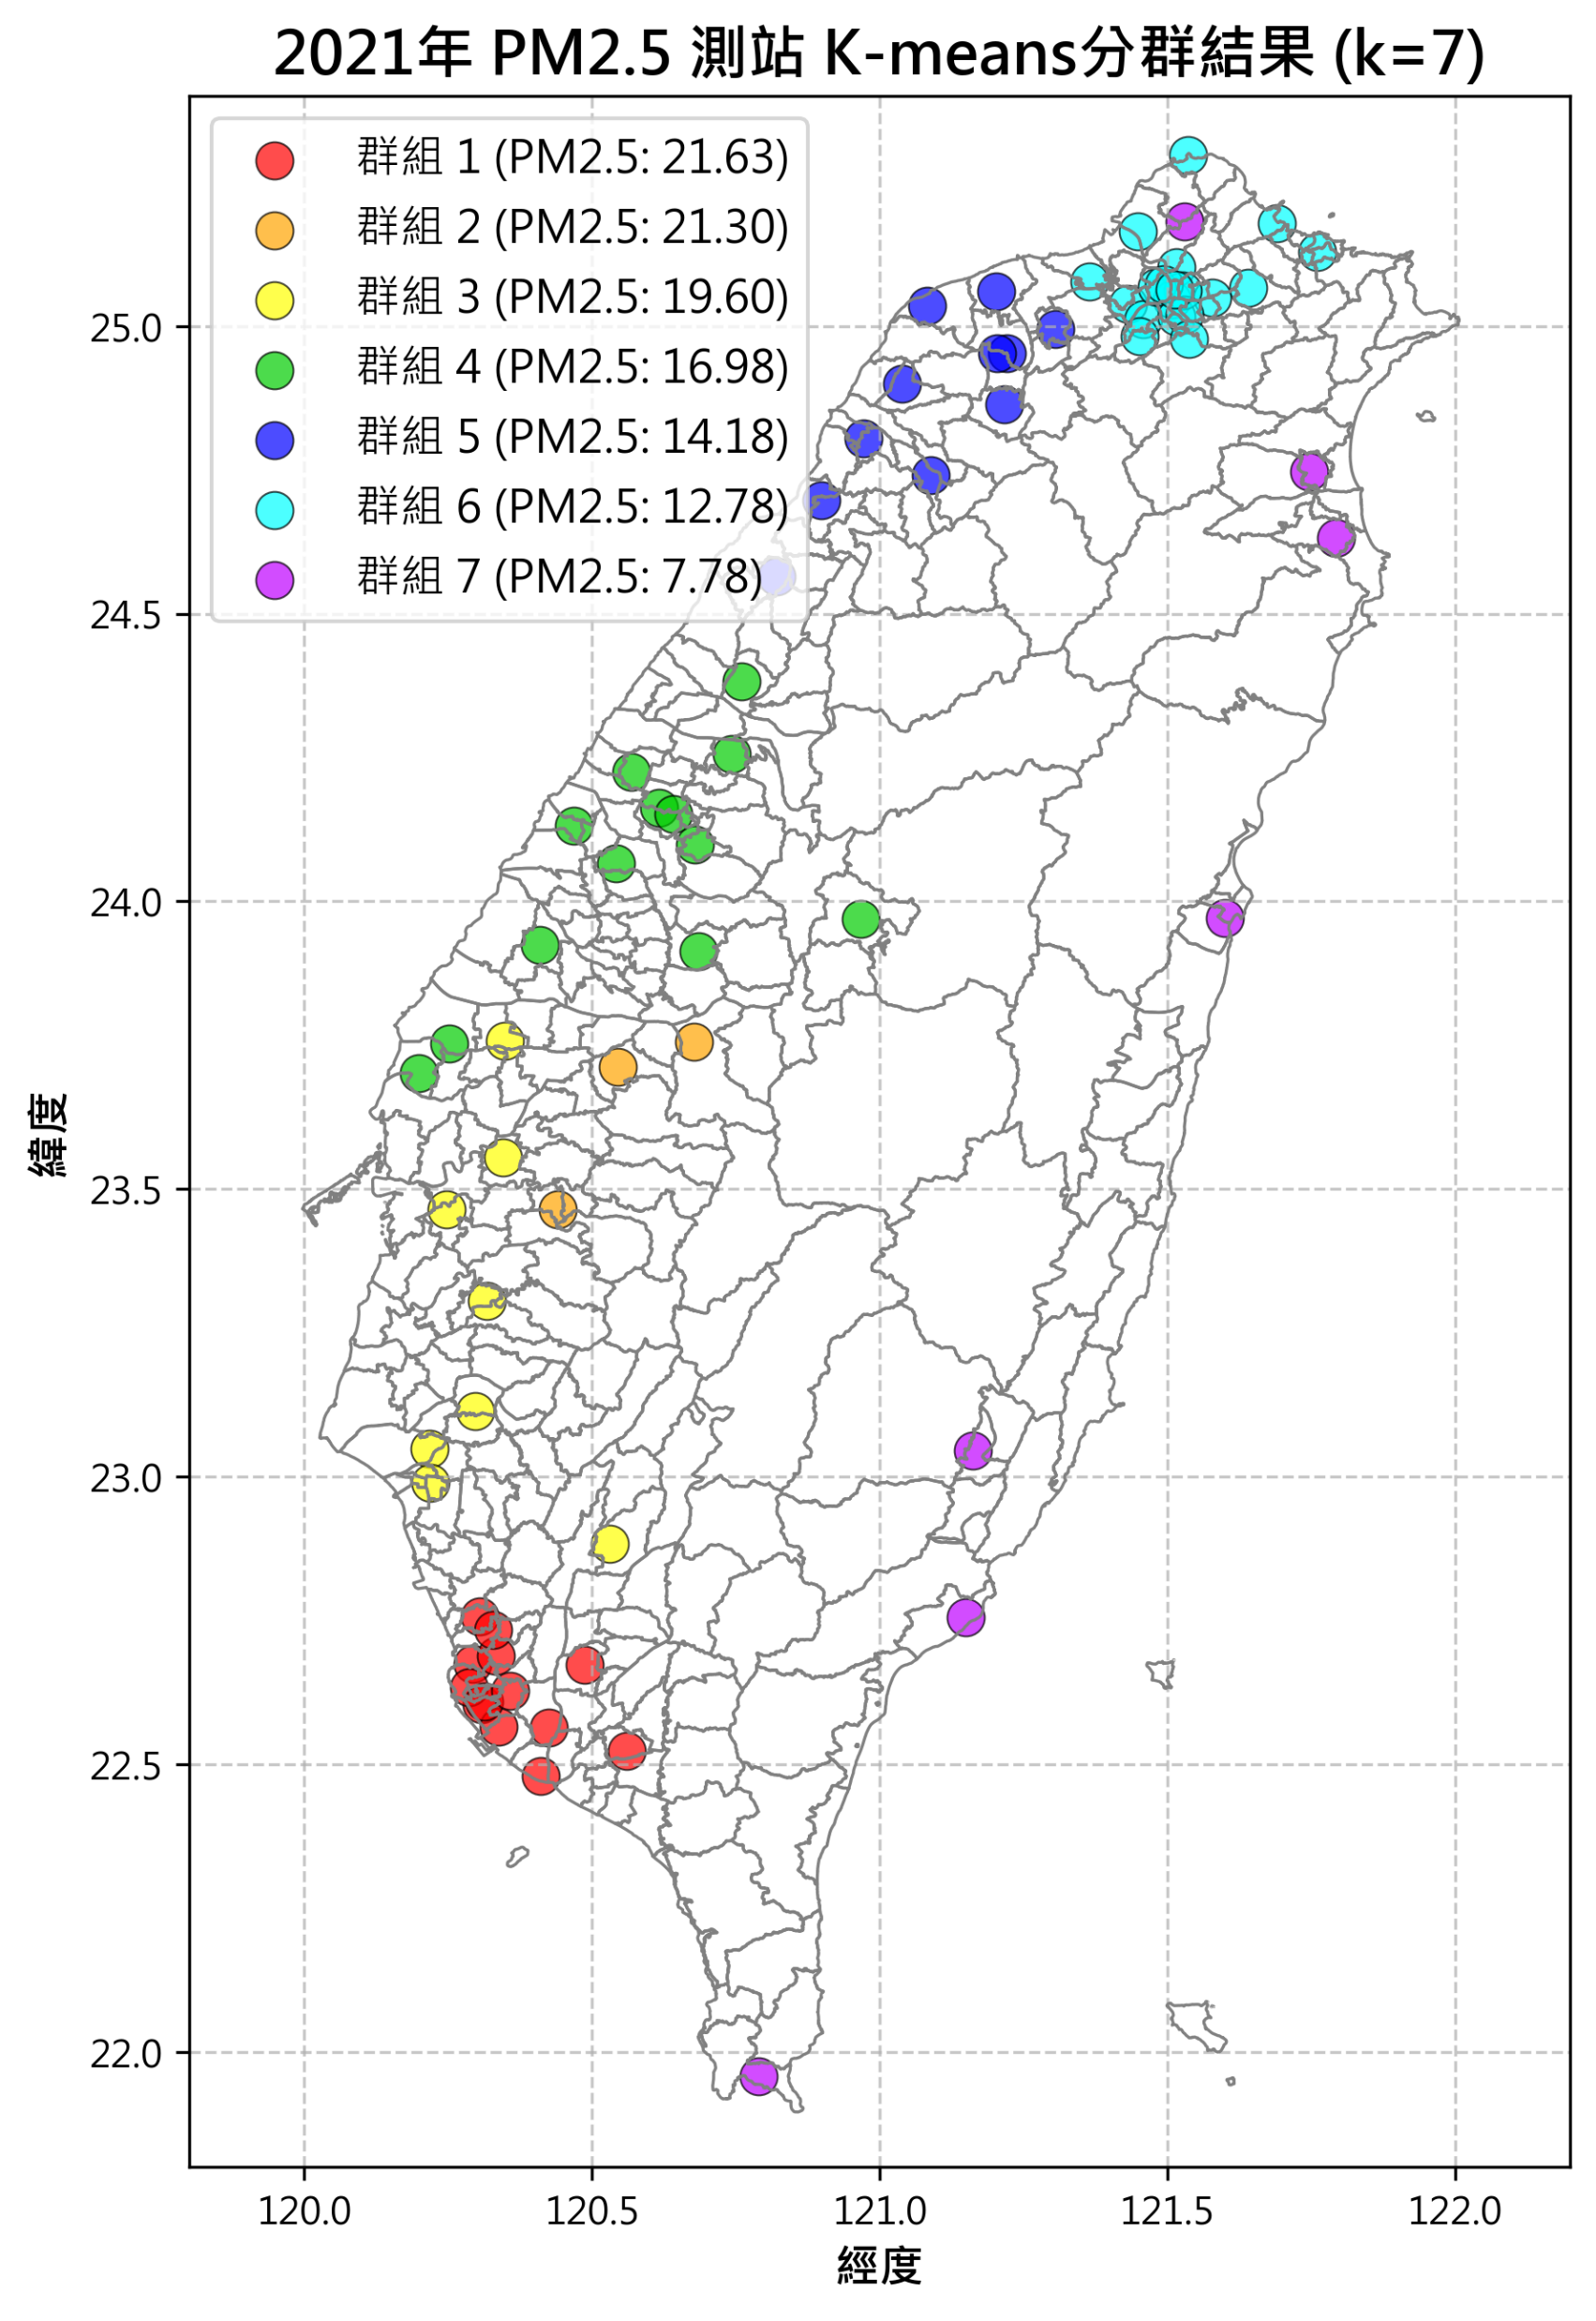 2021年 PM2.5 測站 K-means分群結果 (k=7)
群組 1 (PM2.5: 21.63)
群組 2 (PM2.5: 21.30)
群組 3 (PM2.5: 19.60)
群組 4 (PM2.5: 16.98)
群組 5 (PM2.5: 14.18)
群組 6 (PM2.5: 12.78)
群組 7 (PM2.5: 7.78)
緯度
25.0
24.5
24.0
23.5
23.0
22.5
22.0
120.0 120.5 121.0 121.5 122.0
經度